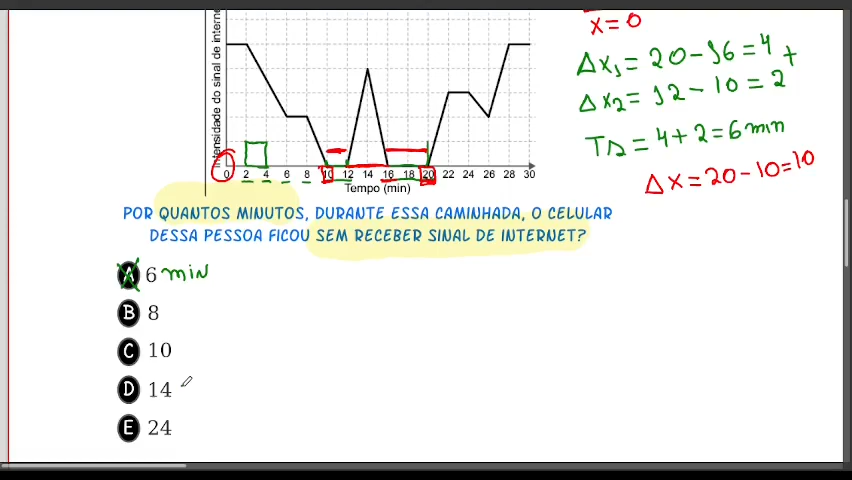 x = 0
Δx₁ = 20 - 16 = 4 +
Δx₂ = 12 - 10 = 2
Ts = 4 + 2 = 6 min
Δx = 20 - 10 = 10
Intensidade do sinal de interne
0 2 4 6 8 10 12 14 16 18 20 22 24 26 28 30
Tempo (min)
POR QUANTOS MINUTOS, DURANTE ESSA CAMINHADA, O CELULAR
DESSA PESSOA FICOU SEM RECEBER SINAL DE INTERNET?
A 6 min
B 8
C 10
D 14
E 24